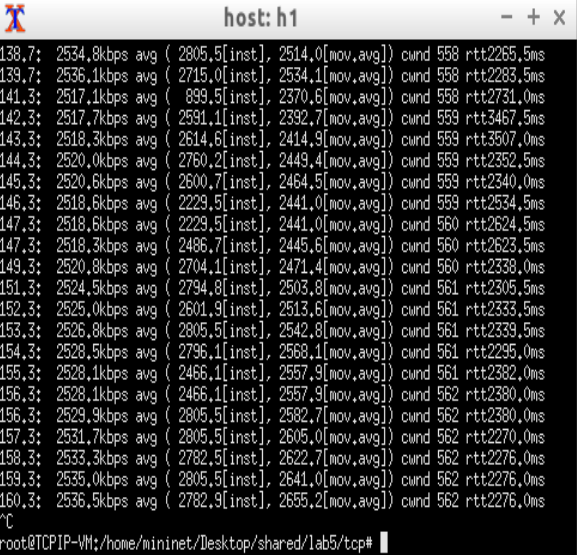 host: h1
138.7: 2534.8kbps avg ( 2805.5[inst], 2514.0[mov.avg]) cwnd 558 rtt2265.5ms
139.7: 2536.1kbps avg ( 2715.0[inst], 2534.1[mov.avg]) cwnd 558 rtt2283.5ms
141.3: 2517.1kbps avg (  899.5[inst], 2370.6[mov.avg]) cwnd 558 rtt2731.0ms
142.3: 2517.7kbps avg ( 2591.1[inst], 2392.7[mov.avg]) cwnd 559 rtt3467.5ms
143.3: 2518.3kbps avg ( 2614.6[inst], 2414.9[mov.avg]) cwnd 559 rtt3507.0ms
144.3: 2520.0kbps avg ( 2760.2[inst], 2449.4[mov.avg]) cwnd 559 rtt2352.5ms
145.3: 2520.6kbps avg ( 2600.7[inst], 2464.5[mov.avg]) cwnd 559 rtt2340.0ms
146.3: 2518.6kbps avg ( 2229.5[inst], 2441.0[mov.avg]) cwnd 559 rtt2534.5ms
147.3: 2518.6kbps avg ( 2229.5[inst], 2441.0[mov.avg]) cwnd 560 rtt2624.5ms
147.3: 2518.3kbps avg ( 2486.7[inst], 2445.6[mov.avg]) cwnd 560 rtt2623.5ms
149.3: 2520.8kbps avg ( 2704.1[inst], 2471.4[mov.avg]) cwnd 560 rtt2338.0ms
151.3: 2524.5kbps avg ( 2794.8[inst], 2503.8[mov.avg]) cwnd 561 rtt2305.5ms
152.3: 2525.0kbps avg ( 2601.9[inst], 2513.6[mov.avg]) cwnd 561 rtt2333.5ms
153.3: 2526.8kbps avg ( 2805.5[inst], 2542.8[mov.avg]) cwnd 561 rtt2339.5ms
154.3: 2528.5kbps avg ( 2796.1[inst], 2568.1[mov.avg]) cwnd 561 rtt2295.0ms
155.3: 2528.1kbps avg ( 2466.1[inst], 2557.9[mov.avg]) cwnd 561 rtt2382.0ms
156.3: 2528.1kbps avg ( 2466.1[inst], 2557.9[mov.avg]) cwnd 562 rtt2380.0ms
156.3: 2529.9kbps avg ( 2805.5[inst], 2582.7[mov.avg]) cwnd 562 rtt2380.0ms
157.3: 2531.7kbps avg ( 2805.5[inst], 2605.0[mov.avg]) cwnd 562 rtt2270.0ms
158.3: 2533.3kbps avg ( 2782.5[inst], 2622.7[mov.avg]) cwnd 562 rtt2276.0ms
159.3: 2535.0kbps avg ( 2805.5[inst], 2641.0[mov.avg]) cwnd 562 rtt2276.0ms
160.3: 2536.5kbps avg ( 2782.9[inst], 2655.2[mov.avg]) cwnd 562 rtt2276.0ms
^C
root@TCPIP-VM:/home/mininet/Desktop/shared/lab5/tcp#